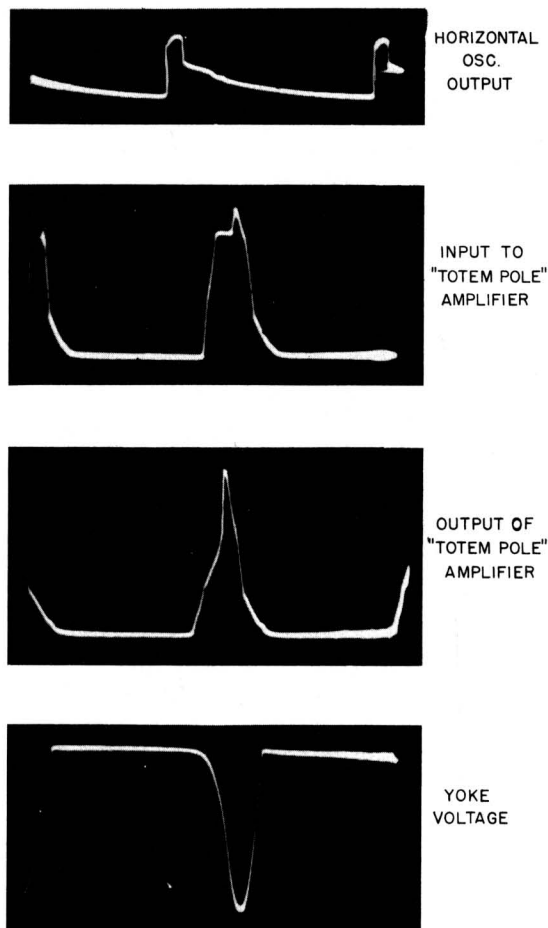 HORIZONTAL
OSC.
OUTPUT
INPUT TO
"TOTEM POLE"
AMPLIFIER
OUTPUT OF
"TOTEM POLE"
AMPLIFIER
YOKE
VOLTAGE